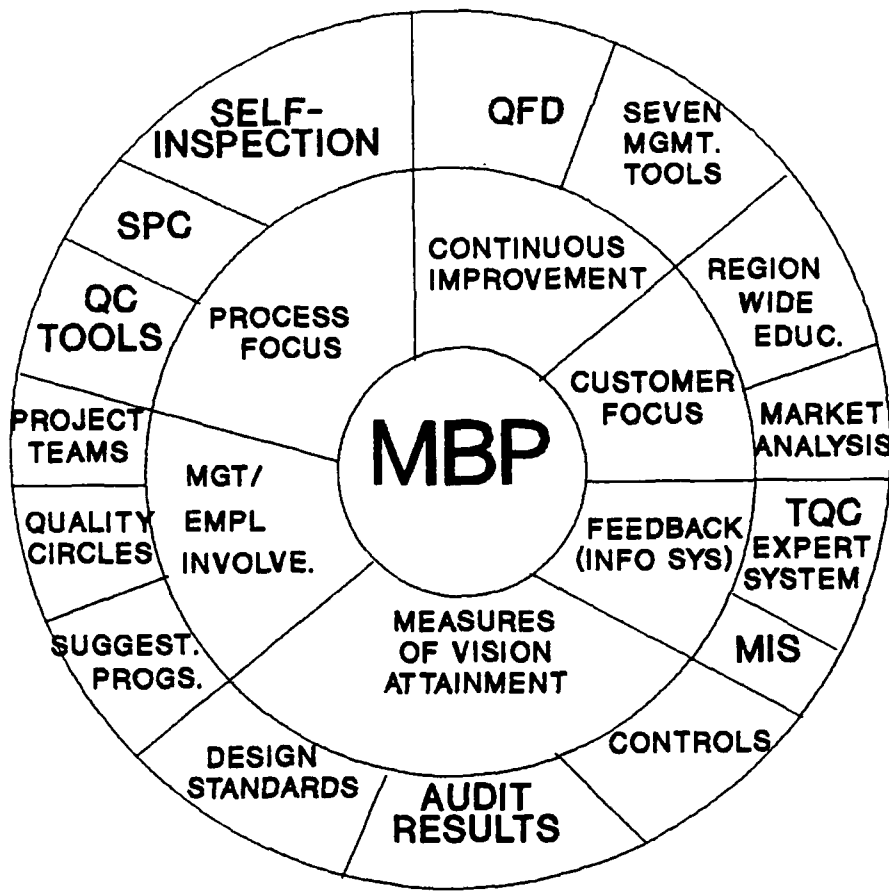 SELF-
INSPECTION
QFD
SEVEN
MGMT.
TOOLS
SPC
CONTINUOUS
IMPROVEMENT
REGION
WIDE
EDUC.
QC
TOOLS
PROCESS
FOCUS
CUSTOMER
FOCUS
MARKET
ANALYSIS
PROJECT
TEAMS
MBP
MGT/
EMPL
INVOLVE.
QUALITY
CIRCLES
FEEDBACK
(INFO SYS)
TQC
EXPERT
SYSTEM
MEASURES
OF VISION
ATTAINMENT
MIS
SUGGEST.
PROGS.
CONTROLS
DESIGN
STANDARDS
AUDIT
RESULTS